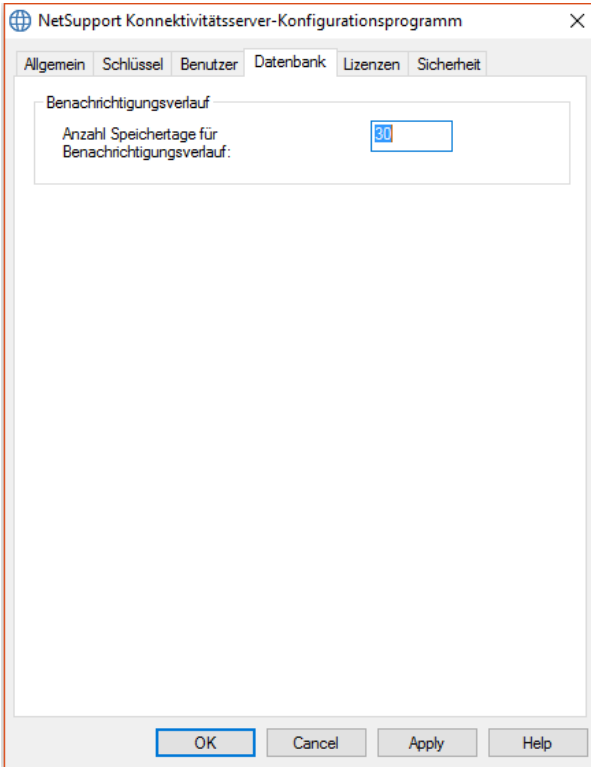 NetSupport Konnektivitätsserver-Konfigurationsprogramm
Allgemein Schlüssel Benutzer Datenbank Lizenzen Sicherheit
Benachrichtigungsverlauf
Anzahl Speichertage für
Benachrichtigungsverlauf:
30
OK Cancel Apply Help